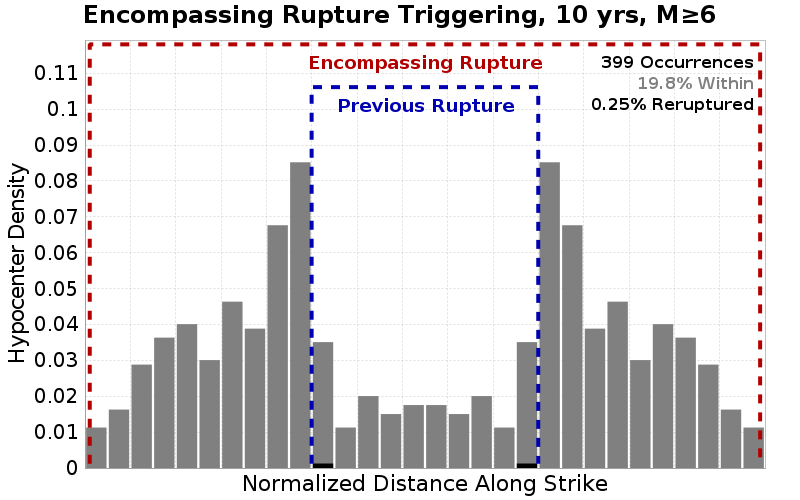 Encompassing Rupture Triggering, 10 yrs, M≥6
Encompassing Rupture
399 Occurrences
19.8% Within
0.25% Reruptured
Previous Rupture
Hypocenter Density
0.11
0.1
0.09
0.08
0.07
0.06
0.05
0.04
0.03
0.02
0.01
0
Normalized Distance Along Strike